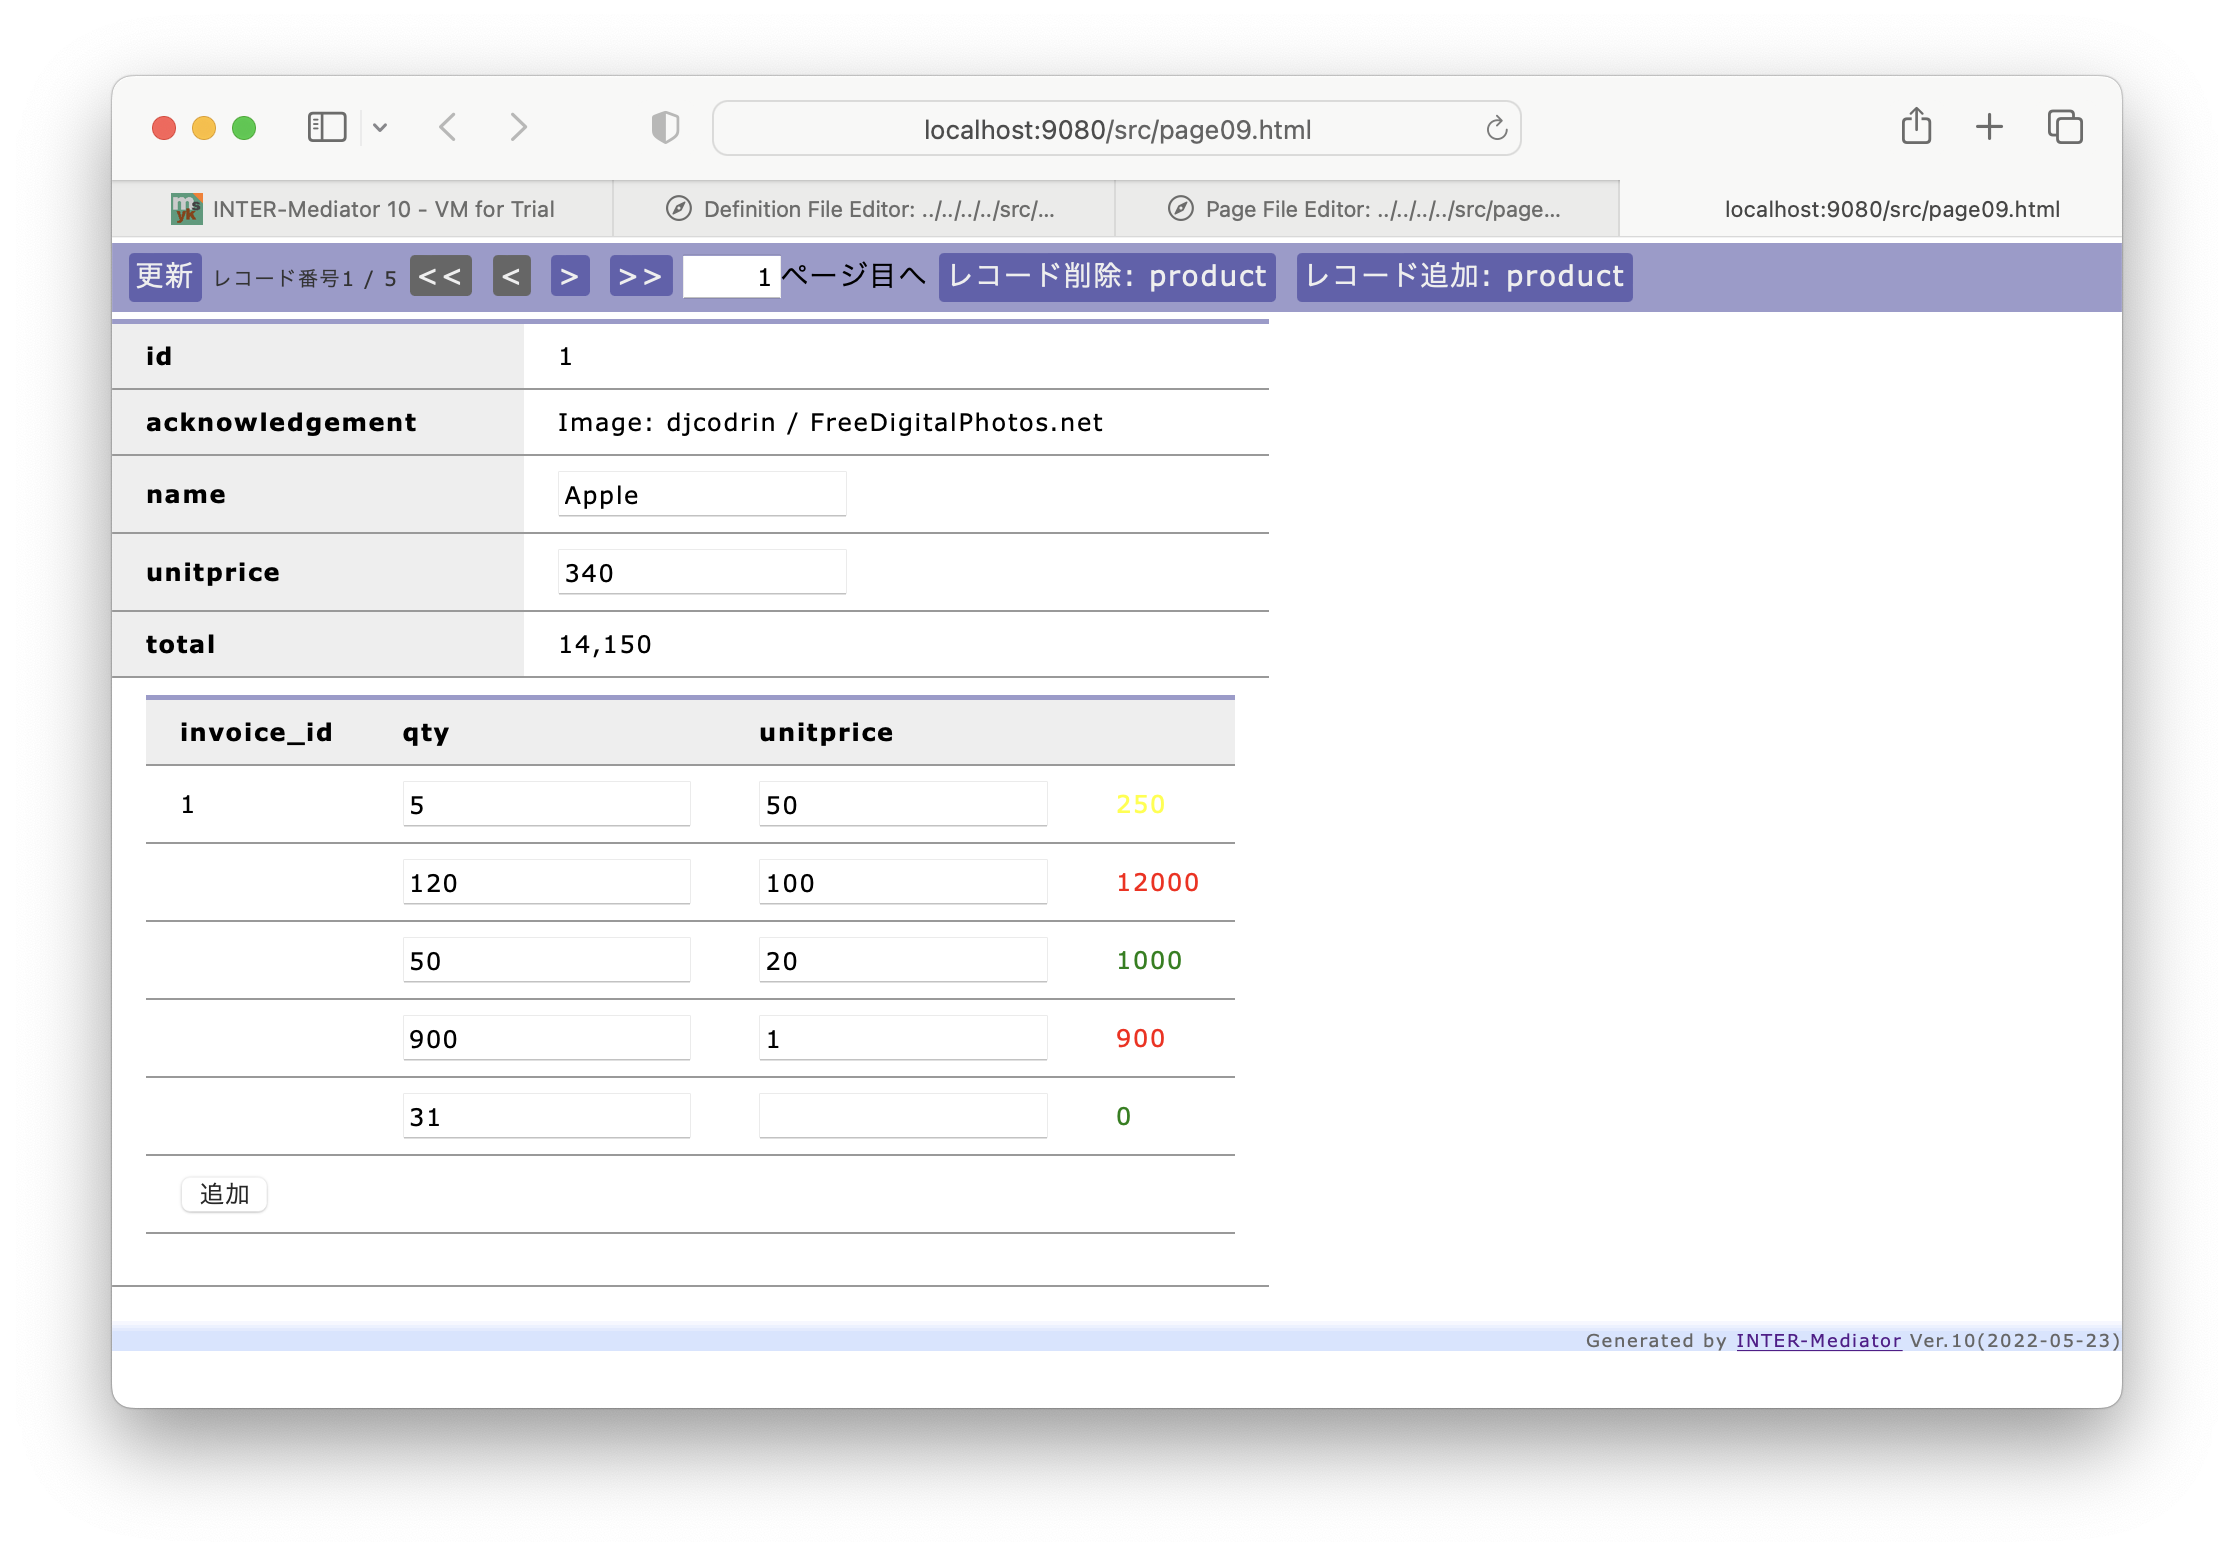 localhost:9080/src/page09.html
INTER-Mediator 10 - VM for Trial
Definition File Editor: ../../../../src/...
Page File Editor: ../../../../src/page...
localhost:9080/src/page09.html
更新 レコード番号1 / 5 << < > >> 1 ページ目へ レコード削除: product レコード追加: product
id 1
acknowledgement Image: djcodrin / FreeDigitalPhotos.net
name Apple
unitprice 340
total 14,150
invoice_id qty unitprice
1 5 50 250
120 100 12000
50 20 1000
900 1 900
31 0
追加
Generated by INTER-Mediator Ver.10(2022-05-23)